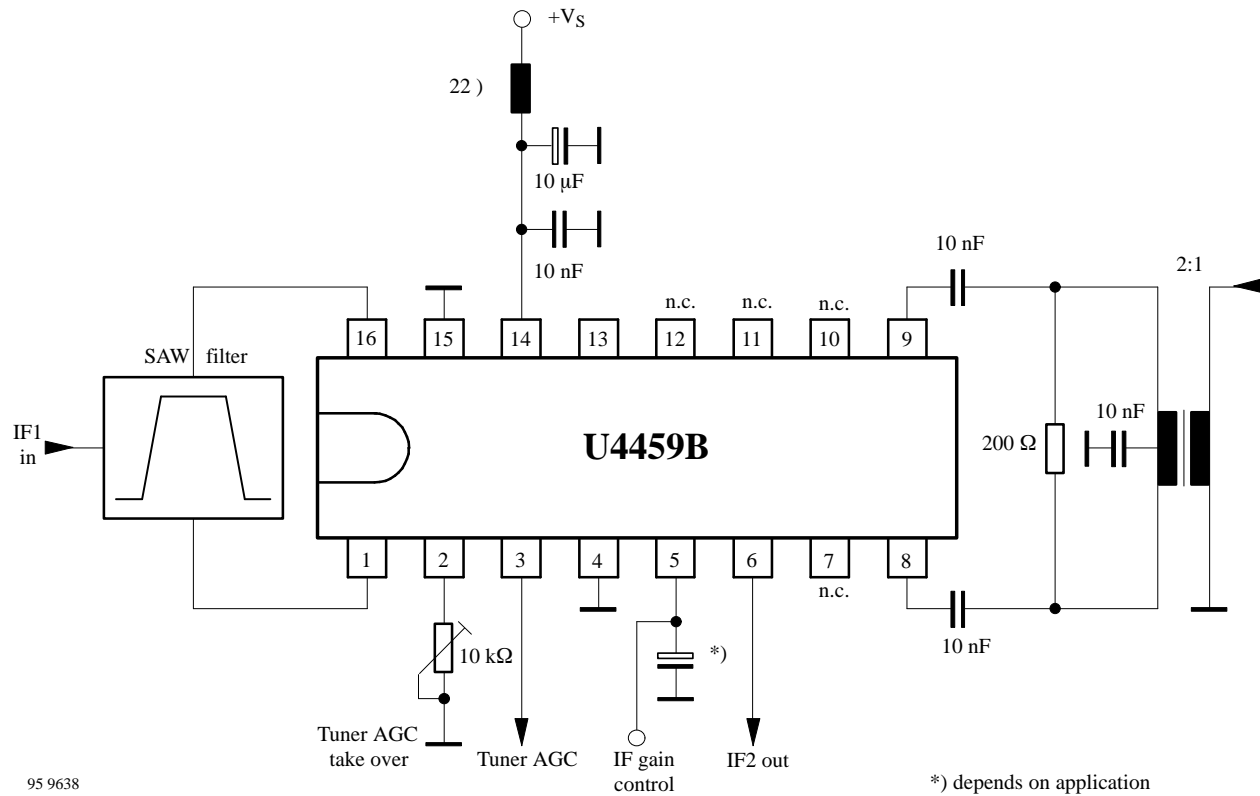 +VS
22 )
10 µF
10 nF
10 nF
2:1
n.c.
n.c.
n.c.
16
15
14
13
12
11
10
9
SAW filter
IF1
in
U4459B
200 Ω
10 nF
1
2
3
4
5
6
7
8
n.c.
10 nF
10 kΩ
*)
Tuner AGC
take over
Tuner AGC
IF gain
control
IF2 out
95 9638
*) depends on application